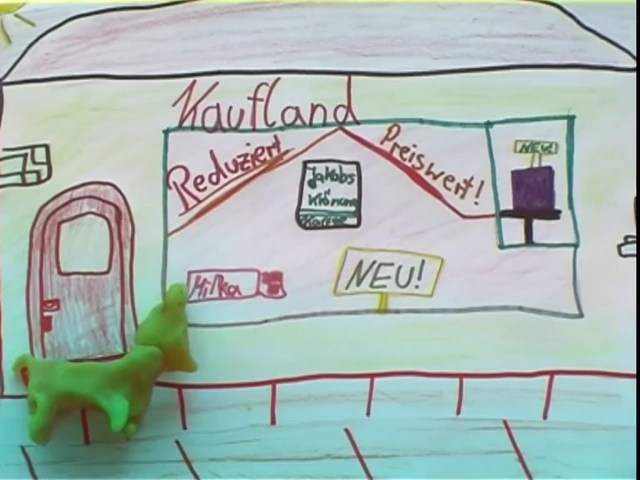 Kaufland
Reduziert
Preiswert!
NEU!
Jakobs
Krönung
Kaffee
Milka
NEU!